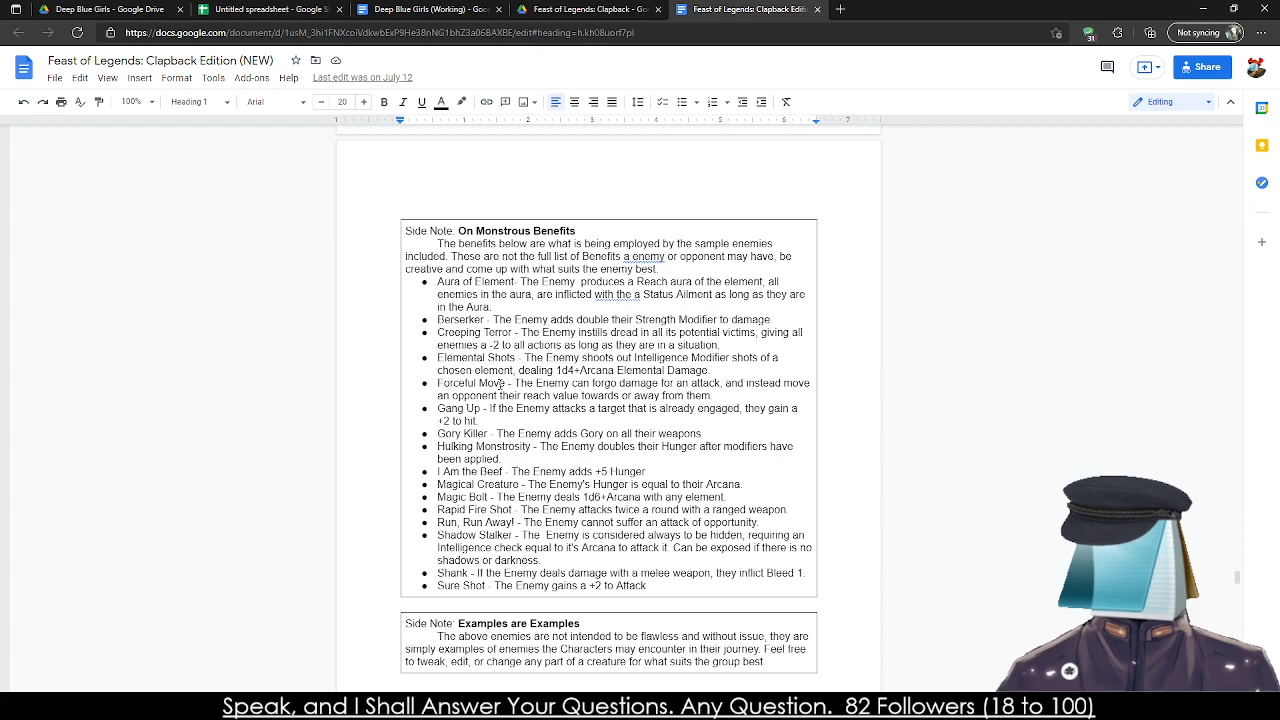 Deep Blue Girls - Google Drive
Untitled spreadsheet - Google S
Deep Blue Girls (Working) - Goog
Feast of Legends: Clapback - Go
Feast of Legends: Clapback Editi
https://docs.google.com/document/d/1usM_3hi1FNXcoiVdkwbExP9He38nNG1bhZ3a06BAXBE/edit#heading=h.kh08uorf7pl
31
Not syncing
Feast of Legends: Clapback Edition (NEW)
File Edit View Insert Format Tools Add-ons Help Last edit was on July 12
Share
100% Heading 1 Arial 20 B I U A
Editing
1 1 2 3 4 5 6 7
Side Note: On Monstrous Benefits
The benefits below are what is being employed by the sample enemies
included. These are not the full list of Benefits a enemy or opponent may have, be
creative and come up with what suits the enemy best.
● Aura of Element- The Enemy produces a Reach aura of the element, all
enemies in the aura, are inflicted with the a Status Ailment as long as they are
in the Aura.
● Berserker - The Enemy adds double their Strength Modifier to damage.
● Creeping Terror - The Enemy instills dread in all its potential victims, giving all
enemies a -2 to all actions as long as they are in a situation.
● Elemental Shots - The Enemy shoots out Intelligence Modifier shots of a
chosen element, dealing 1d4+Arcana Elemental Damage.
● Forceful Move - The Enemy can forgo damage for an attack, and instead move
an opponent their reach value towards or away from them.
● Gang Up - If the Enemy attacks a target that is already engaged, they gain a
+2 to hit.
● Gory Killer - The Enemy adds Gory on all their weapons
● Hulking Monstrosity - The Enemy doubles their Hunger after modifiers have
been applied.
● I Am the Beef - The Enemy adds +5 Hunger
● Magical Creature - The Enemy's Hunger is equal to their Arcana.
● Magic Bolt - The Enemy deals 1d6+Arcana with any element.
● Rapid Fire Shot - The Enemy attacks twice a round with a ranged weapon.
● Run, Run Away! - The Enemy cannot suffer an attack of opportunity.
● Shadow Stalker - The Enemy is considered always to be hidden, requiring an
Intelligence check equal to it's Arcana to attack it. Can be exposed if there is no
shadows or darkness.
● Shank - If the Enemy deals damage with a melee weapon, they inflict Bleed 1.
● Sure Shot - The Enemy gains a +2 to Attack
Side Note: Examples are Examples
The above enemies are not intended to be flawless and without issue, they are
simply examples of enemies the Characters may encounter in their journey. Feel free
to tweak, edit, or change any part of a creature for what suits the group best.
Speak, and I Shall Answer Your Questions. Any Question. 82 Followers (18 to 100)